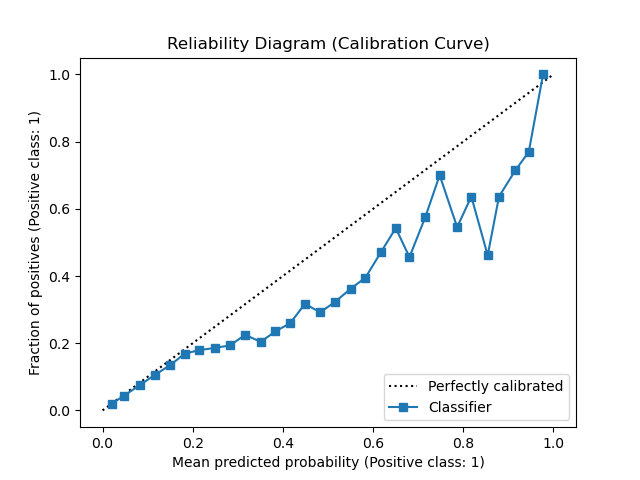 Reliability Diagram (Calibration Curve)
Fraction of positives (Positive class: 1)
1.0
0.8
0.6
0.4
0.2
0.0
0.0 0.2 0.4 0.6 0.8 1.0
Mean predicted probability (Positive class: 1)
Perfectly calibrated
Classifier